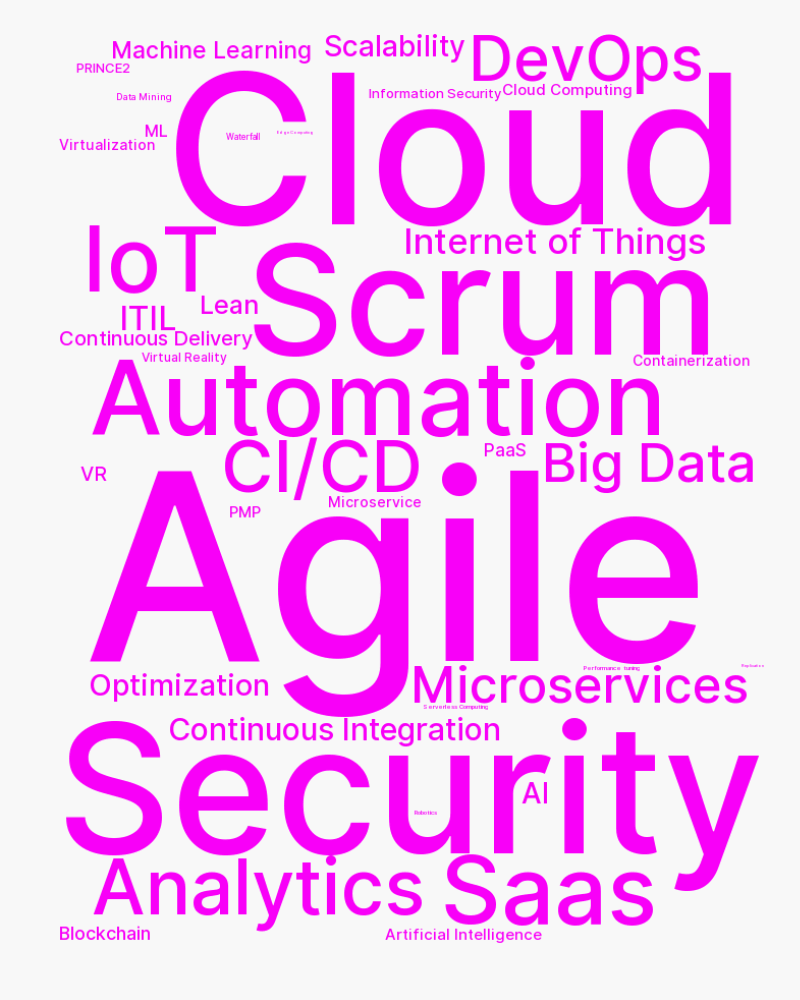 Machine Learning
Scalability
DevOps
PRINCE2
Cloud
Information Security
Cloud Computing
Data Mining
ML
Waterfall
Edge Computing
Virtualization
IoT
Internet of Things
Scrum
Lean
ITIL
Continuous Delivery
Virtual Reality
Containerization
Automation
CI/CD
PaaS
Big Data
VR
Agile
Microservice
PMP
Performance tuning
Optimization
Microservices
Serverless Computing
Continuous Integration
Security
AI
Robotics
Analytics
Saas
Blockchain
Artificial Intelligence